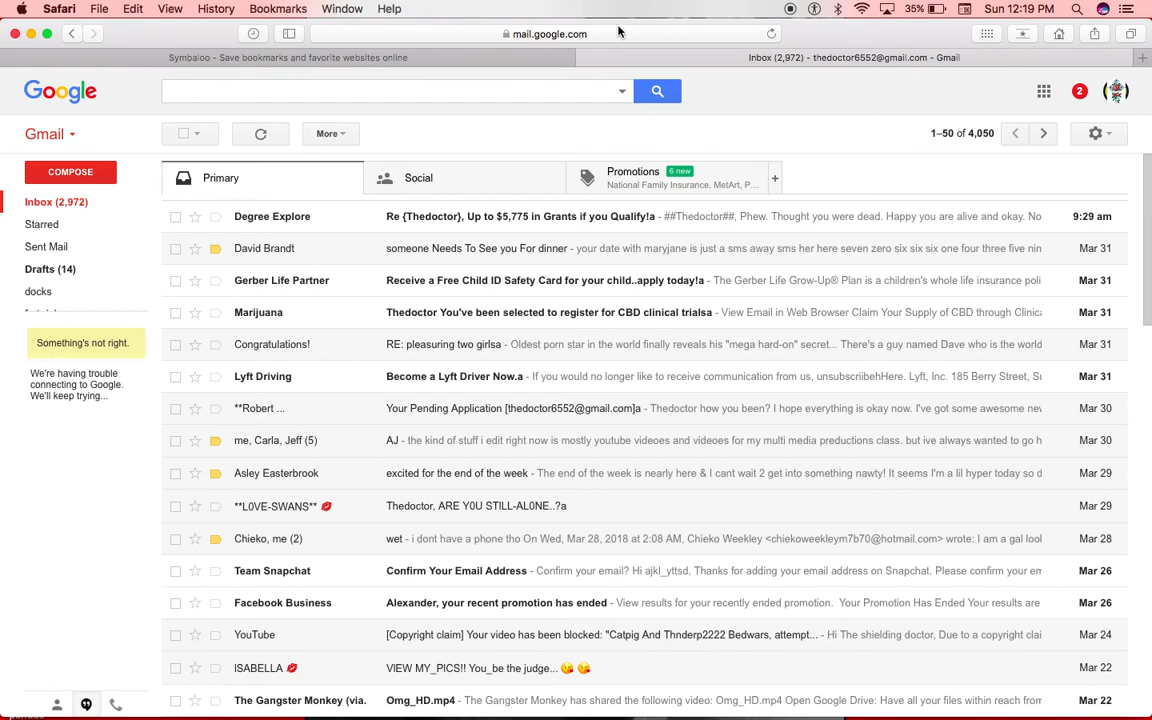 Safari File Edit View History Bookmarks Window Help 35% Sun 12:19 PM
mail.google.com
Symbaloo - Save bookmarks and favorite websites online
Inbox (2,972) - thedoctor6552@gmail.com - Gmail
Google
2
Gmail
More
1–50 of 4,050
COMPOSE
Primary
Social
Promotions 6 new
National Family Insurance, MetArt, P...
Inbox (2,972)
Starred
Sent Mail
Drafts (14)
docks
Something's not right.
We're having trouble
connecting to Google.
We'll keep trying...
Degree Explore Re {Thedoctor}, Up to $5,775 in Grants if you Qualify!a - ##Thedoctor##, Phew. Thought you were dead. Happy you are alive and okay. No 9:29 am
David Brandt someone Needs To See you For dinner - your date with maryjane is just a sms away sms her here seven zero six six six one four three five nin Mar 31
Gerber Life Partner Receive a Free Child ID Safety Card for your child..apply today!a - The Gerber Life Grow-Up® Plan is a children's whole life insurance poli Mar 31
Marijuana Thedoctor You've been selected to register for CBD clinical trialsa - View Email in Web Browser Claim Your Supply of CBD through Clinica Mar 31
Congratulations! RE: pleasuring two girlsa - Oldest porn star in the world finally reveals his "mega hard-on" secret... There's a guy named Dave who is the world Mar 31
Lyft Driving Become a Lyft Driver Now.a - If you would no longer like to receive communication from us, unsubscriibehHere. Lyft, Inc. 185 Berry Street, Su Mar 31
**Robert ... Your Pending Application [thedoctor6552@gmail.com]a - Thedoctor how you been? I hope everything is okay now. I've got some awesome nev Mar 30
me, Carla, Jeff (5) AJ - the kind of stuff i edit right now is mostly youtube videoes and videoes for my multi media preductions class. but ive always wanted to go h Mar 30
Asley Easterbrook excited for the end of the week - The end of the week is nearly here & I cant wait 2 get into something nawty! It seems I'm a lil hyper today so d Mar 29
**L0VE-SWANS** 💋 Thedoctor, ARE Y0U STILL-AL0NE..?a Mar 29
Chieko, me (2) wet - i dont have a phone tho On Wed, Mar 28, 2018 at 2:08 AM, Chieko Weekley <chiekoweekleym7b70@hotmail.com> wrote: I am a gal look Mar 28
Team Snapchat Confirm Your Email Address - Confirm your email? Hi ajkl_yttsd, Thanks for adding your email address on Snapchat. Please confirm your em Mar 26
Facebook Business Alexander, your recent promotion has ended - View results for your recently ended promotion. Your Promotion Has Ended Your results are Mar 26
YouTube [Copyright claim] Your video has been blocked: "Catpig And Thnderp2222 Bedwars, attempt... - Hi The shielding doctor, Due to a copyright clai Mar 24
ISABELLA 💋 VIEW MY_PICS!! You_be the judge... 😘 😘 Mar 22
The Gangster Monkey (via. Omg_HD.mp4 - The Gangster Monkey has shared the following video: Omg_HD.mp4 Open Google Drive: Have all your files within reach from Mar 22